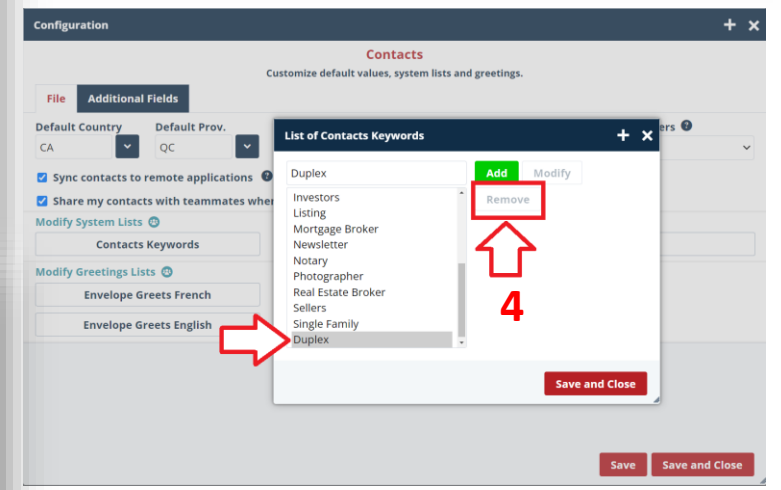 Configuration
Contacts
Customize default values, system lists and greetings.
File Additional Fields
Default Country Default Prov. ers
CA QC
Sync contacts to remote applications
Share my contacts with teammates when
Modify System Lists
Contacts Keywords
Modify Greetings Lists
Envelope Greets French
Envelope Greets English
List of Contacts Keywords
Duplex Add Modify
Remove
Investors
Listing
Mortgage Broker
Newsletter
Notary
Photographer
Real Estate Broker
Sellers
Single Family
Duplex
4
Save and Close
Save Save and Close